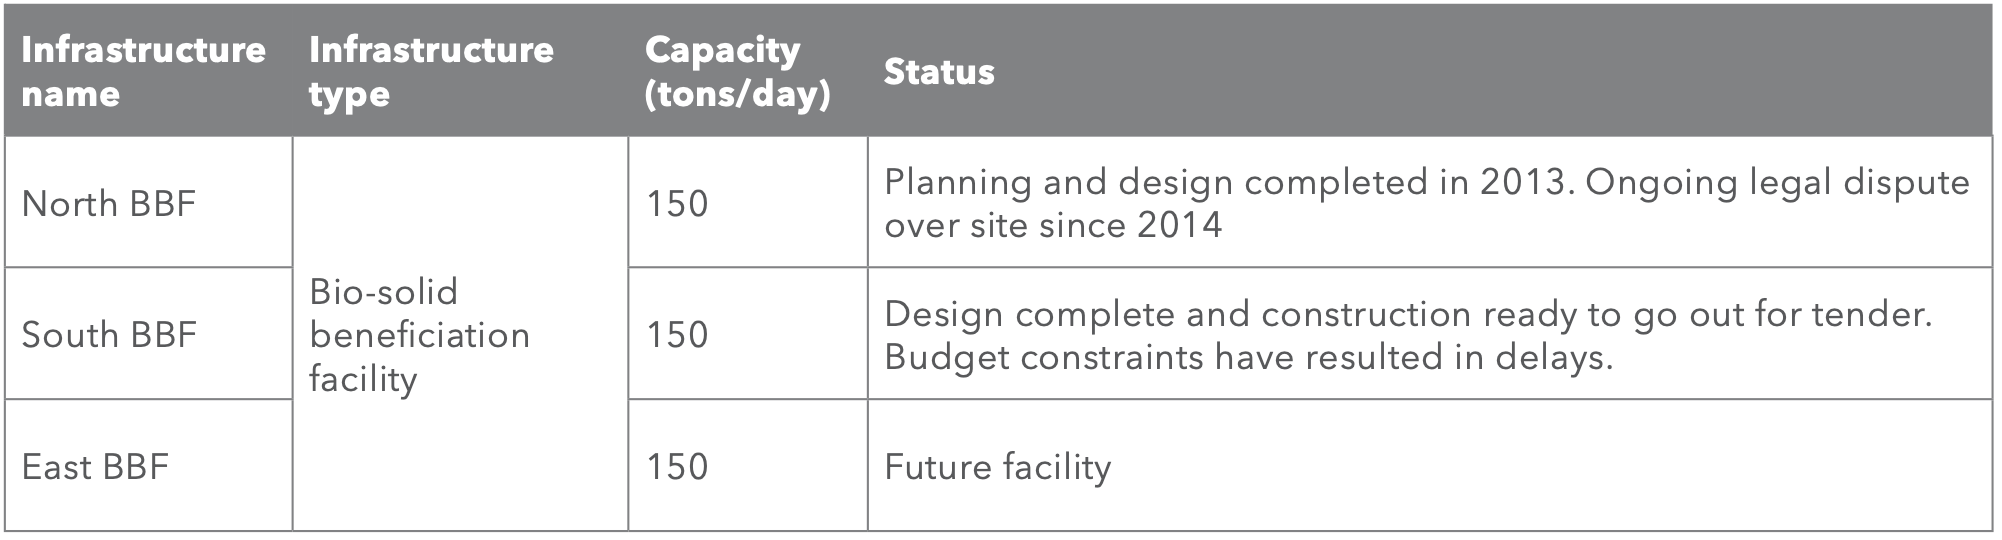 Infrastructure
name
Infrastructure
type
Capacity
(tons/day)
Status
North BBF
Bio-solid
beneficiation
facility
150
Planning and design completed in 2013. Ongoing legal dispute
over site since 2014
South BBF
150
Design complete and construction ready to go out for tender.
Budget constraints have resulted in delays.
East BBF
150
Future facility